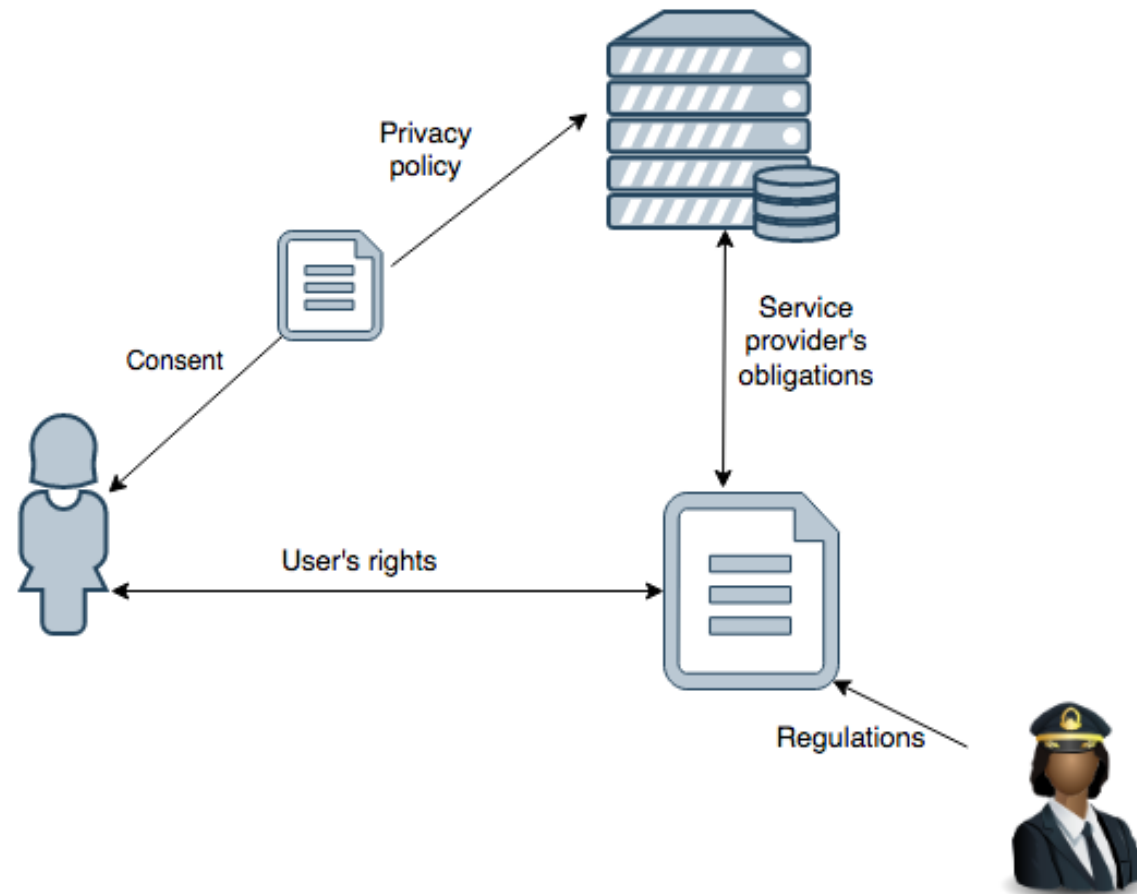 Privacy
policy
Consent
Service
provider's
obligations
User's rights
Regulations